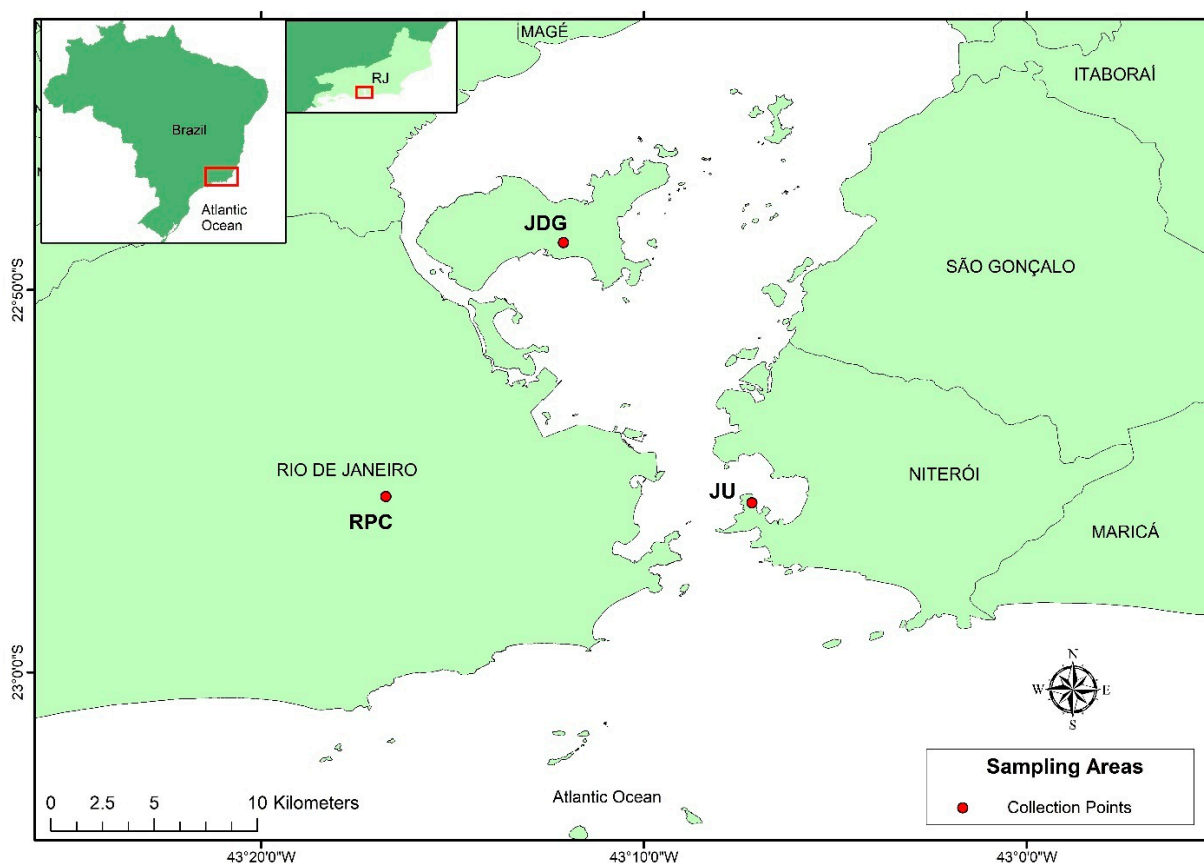 MAGÉ
ITABORAÍ
RJ
Brazil
Atlantic
Ocean
JDG
SÃO GONÇALO
22°50'0"S
RIO DE JANEIRO
RPC
JU
NITERÓI
MARICÁ
23°0'0"S
N
W E
S
Sampling Areas
Collection Points
0 2.5 5 10 Kilometers
Atlantic Ocean
43°20'0"W 43°10'0"W 43°0'0"W